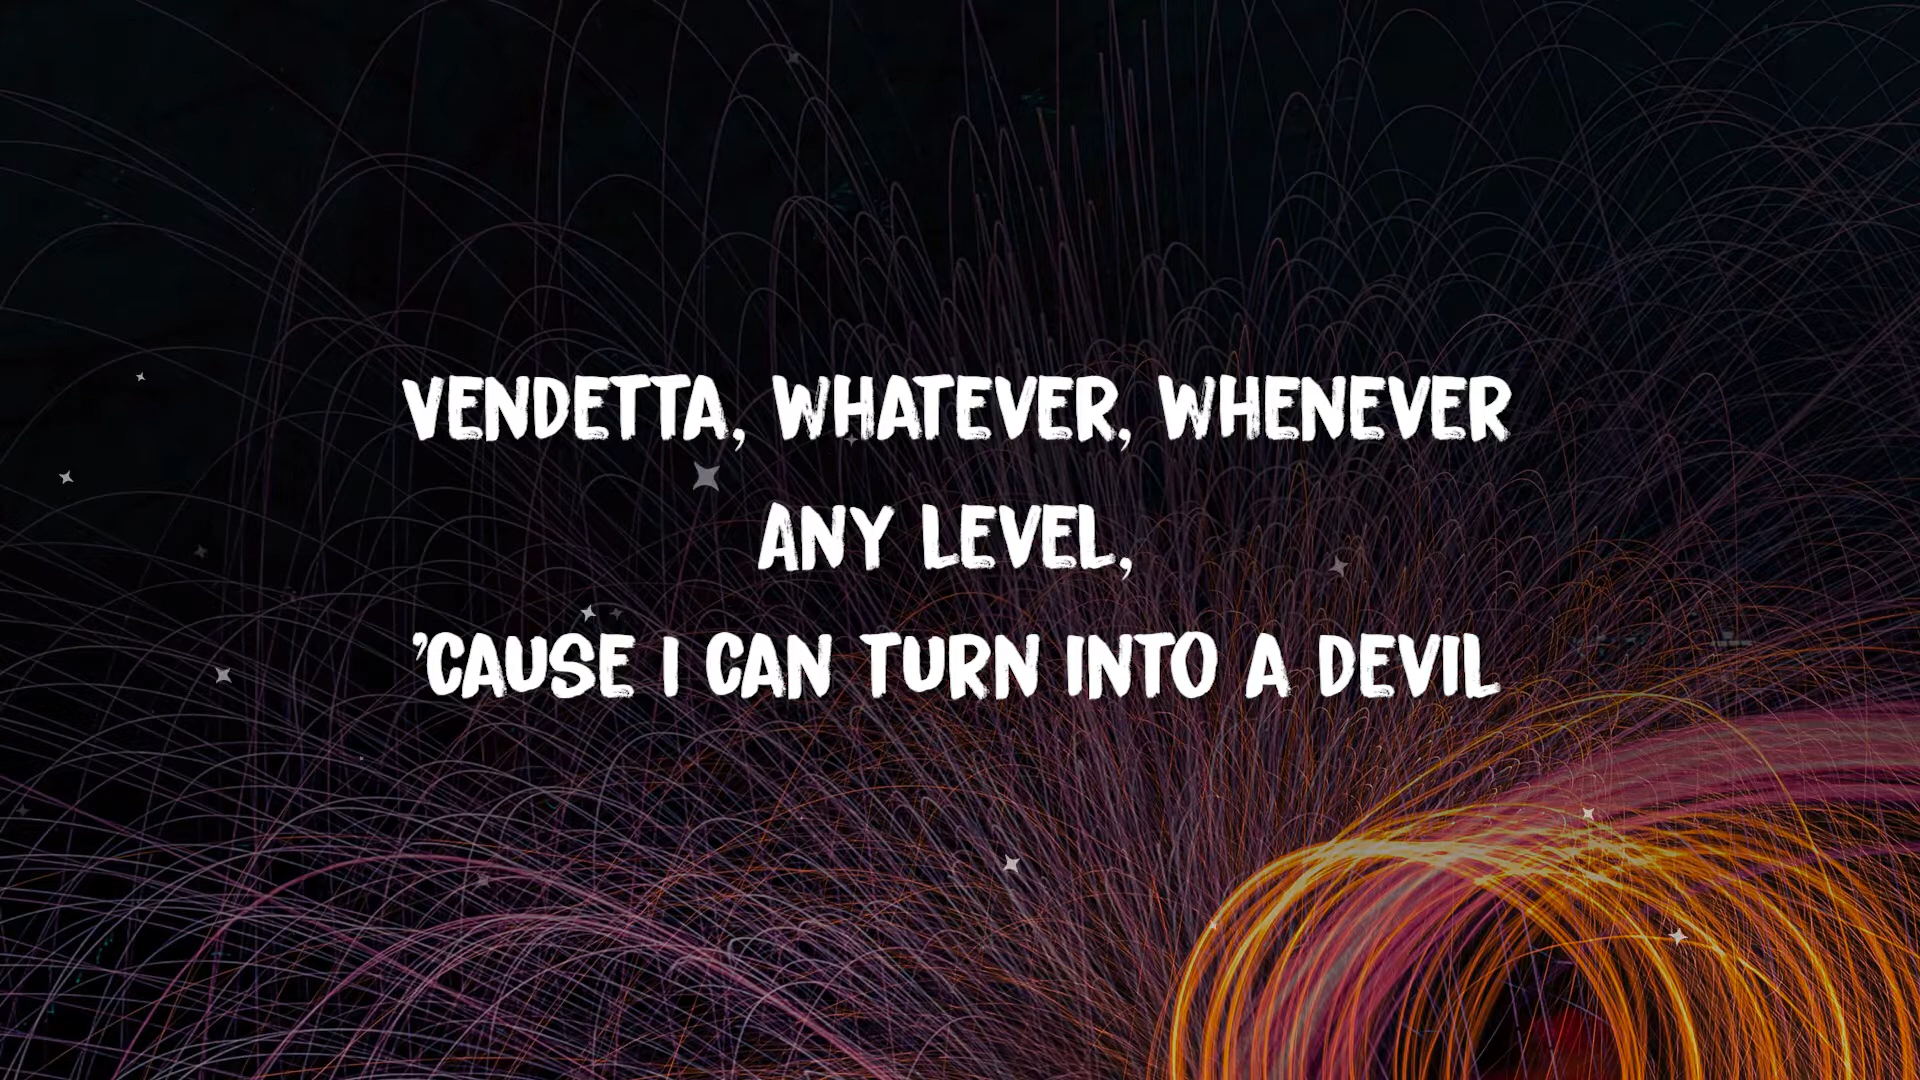 VENDETTA, WHATEVER, WHENEVER
ANY LEVEL,
'CAUSE I CAN TURN INTO A DEVIL